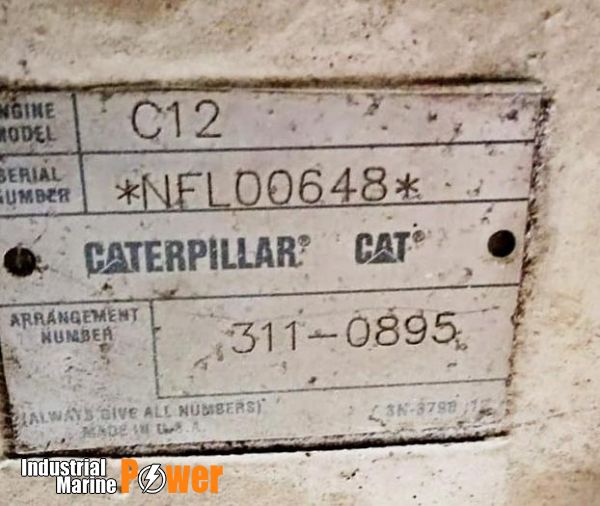 ENGINE MODEL C12
SERIAL NUMBER *NFL00648*
CATERPILLAR® CAT®
ARRANGEMENT NUMBER 311-0895
(ALWAYS GIVE ALL NUMBERS)
MADE IN U.S.A.
Industrial Marine Power